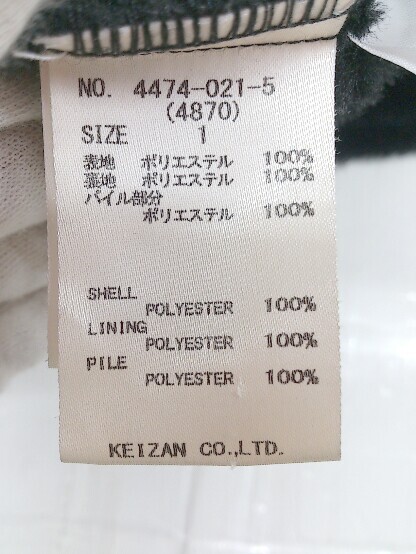 NO. 4474-021-5
(4870)
SIZE 1
表地 ポリエステル 100%
裏地 ポリエステル 100%
パイル部分
ポリエステル 100%
SHELL
POLYESTER 100%
LINING
POLYESTER 100%
PILE
POLYESTER 100%
KEIZAN CO.,LTD.